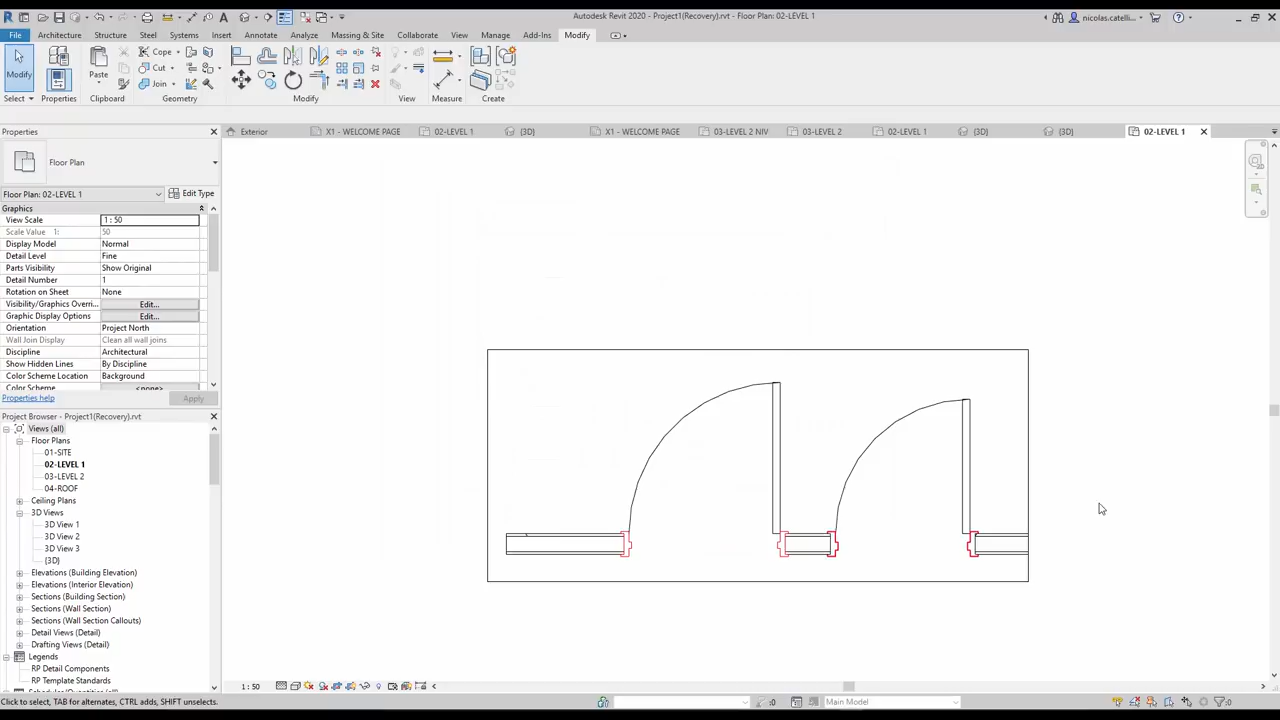 Autodesk Revit 2020 - Project1(Recovery).rvt - Floor Plan: 02-LEVEL 1
nicolas.catelli...
File Architecture Structure Steel Systems Insert Annotate Analyze Massing & Site Collaborate View Manage Add-Ins Modify
Modify
Paste
Cope
Cut
Join
Select
Properties
Clipboard
Geometry
Modify
View
Measure
Create
Properties
Exterior
X1 - WELCOME PAGE
02-LEVEL 1
{3D}
X1 - WELCOME PAGE
03-LEVEL 2 NIV
03-LEVEL 2
02-LEVEL 1
{3D}
{3D}
02-LEVEL 1
Floor Plan
Floor Plan: 02-LEVEL 1
Edit Type
Graphics
View Scale 1 : 50
Scale Value 1: 50
Display Model Normal
Detail Level Fine
Parts Visibility Show Original
Detail Number 1
Rotation on Sheet None
Visibility/Graphics Overri... Edit...
Graphic Display Options Edit...
Orientation Project North
Wall Join Display Clean all wall joins
Discipline Architectural
Show Hidden Lines By Discipline
Color Scheme Location Background
Color Scheme <none>
Properties help
Apply
Project Browser - Project1(Recovery).rvt
Views (all)
Floor Plans
01-SITE
02-LEVEL 1
03-LEVEL 2
04-ROOF
Ceiling Plans
3D Views
3D View 1
3D View 2
3D View 3
{3D}
Elevations (Building Elevation)
Elevations (Interior Elevation)
Sections (Building Section)
Sections (Wall Section)
Sections (Wall Section Callouts)
Detail Views (Detail)
Drafting Views (Detail)
Legends
RP Detail Components
RP Template Standards
Schedules/Quantities (all)
1 : 50
Click to select, TAB for alternates, CTRL adds, SHIFT unselects.
:0
Main Model
:0